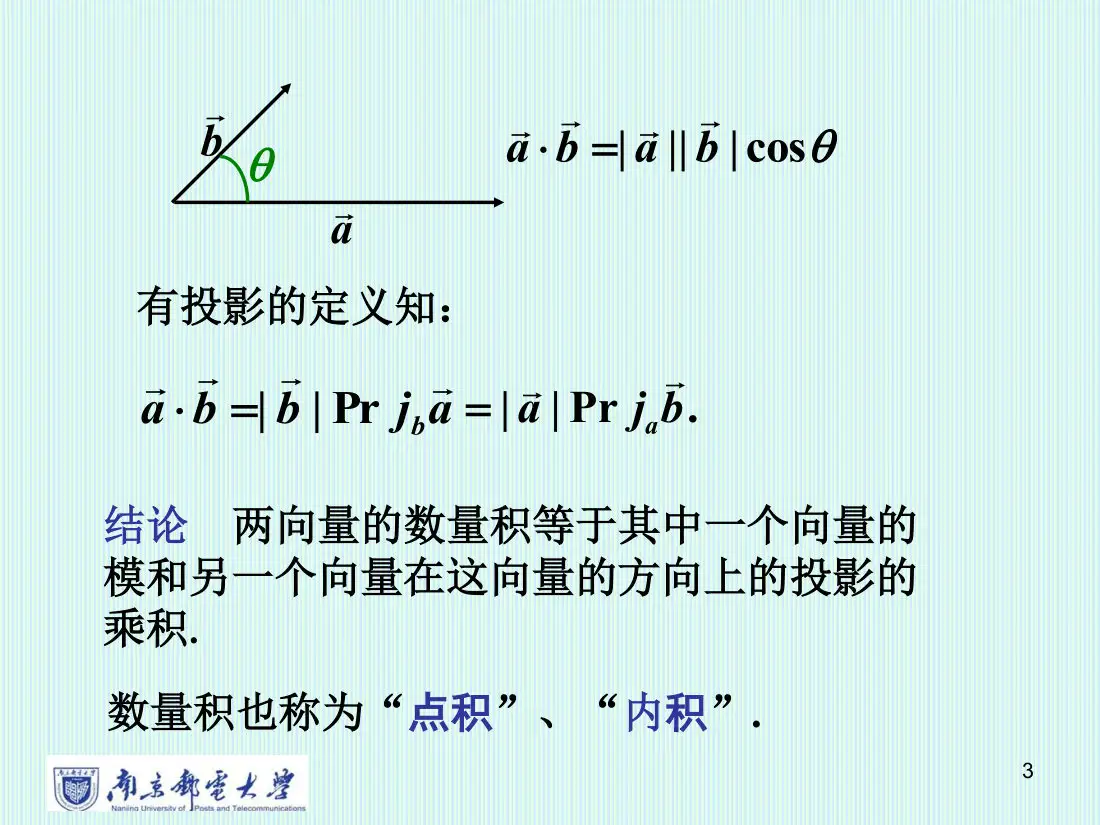 b⃗
θ
a⃗
a⃗ · b⃗ =| a⃗ || b⃗ | cosθ
有投影的定义知：
a⃗ · b⃗ =| b⃗ | Pr j_b a⃗ = | a⃗ | Pr j_a b⃗ .
结论 两向量的数量积等于其中一个向量的
模和另一个向量在这向量的方向上的投影的
乘积.
数量积也称为“点积”、“内积”.
南京郵電大学
Nanjing University of Posts and Telecommunications
3